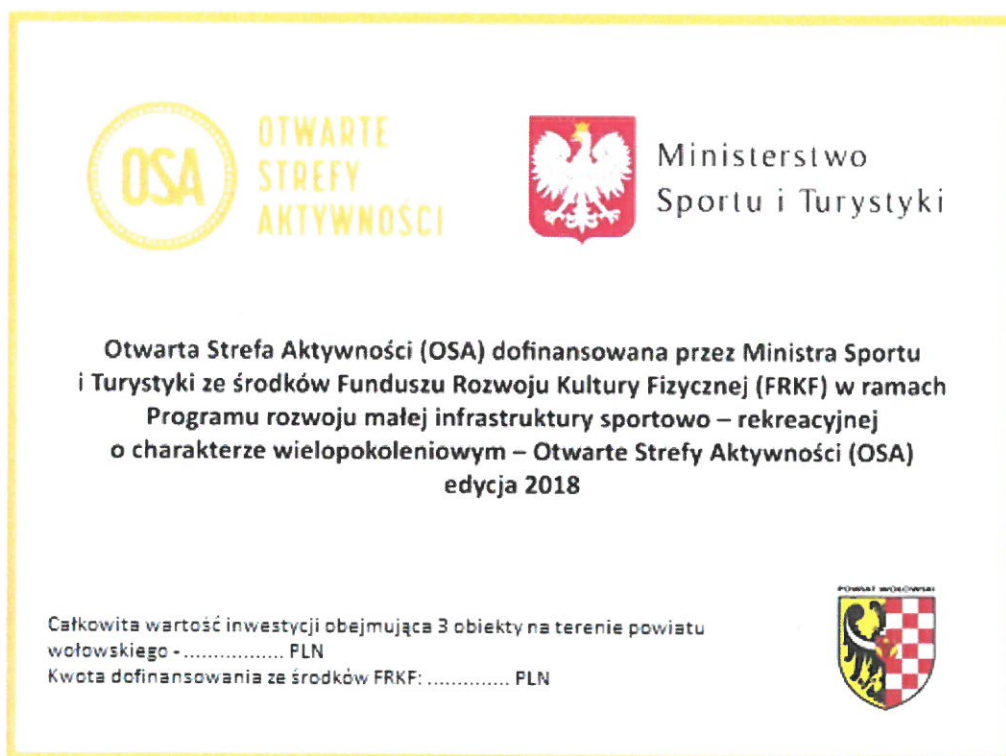 OSA
OTWARTE
STREFY
AKTYWNOŚCI
Ministerstwo
Sportu i Turystyki
Otwarta Strefa Aktywności (OSA) dofinansowana przez Ministra Sportu
i Turystyki ze środków Funduszu Rozwoju Kultury Fizycznej (FRKF) w ramach
Programu rozwoju małej infrastruktury sportowo – rekreacyjnej
o charakterze wielopokoleniowym – Otwarte Strefy Aktywności (OSA)
edycja 2018
POWIAT WOŁOWSKI
Całkowita wartość inwestycji obejmująca 3 obiekty na terenie powiatu
wołowskiego - ................. PLN
Kwota dofinansowania ze środków FRKF: .............. PLN